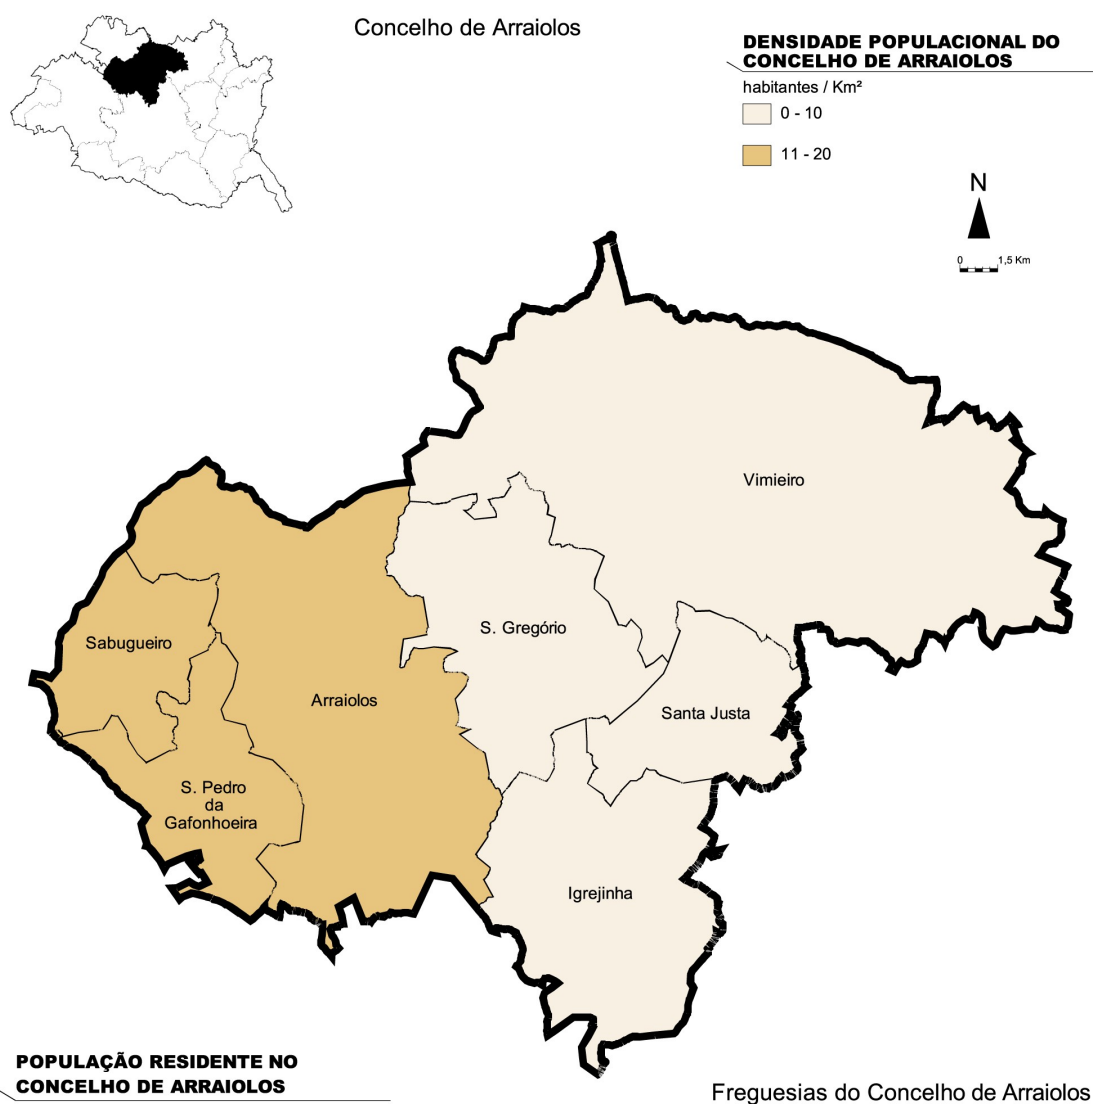 Concelho de Arraiolos
DENSIDADE POPULACIONAL DO
CONCELHO DE ARRAIOLOS
habitantes / Km²
0 - 10
11 - 20
N
0 1,5 Km
Vimieiro
S. Gregório
Sabugueiro
Arraiolos
Santa Justa
S. Pedro
da
Gafonhoeira
Igrejinha
POPULAÇÃO RESIDENTE NO
CONCELHO DE ARRAIOLOS
Freguesias do Concelho de Arraiolos